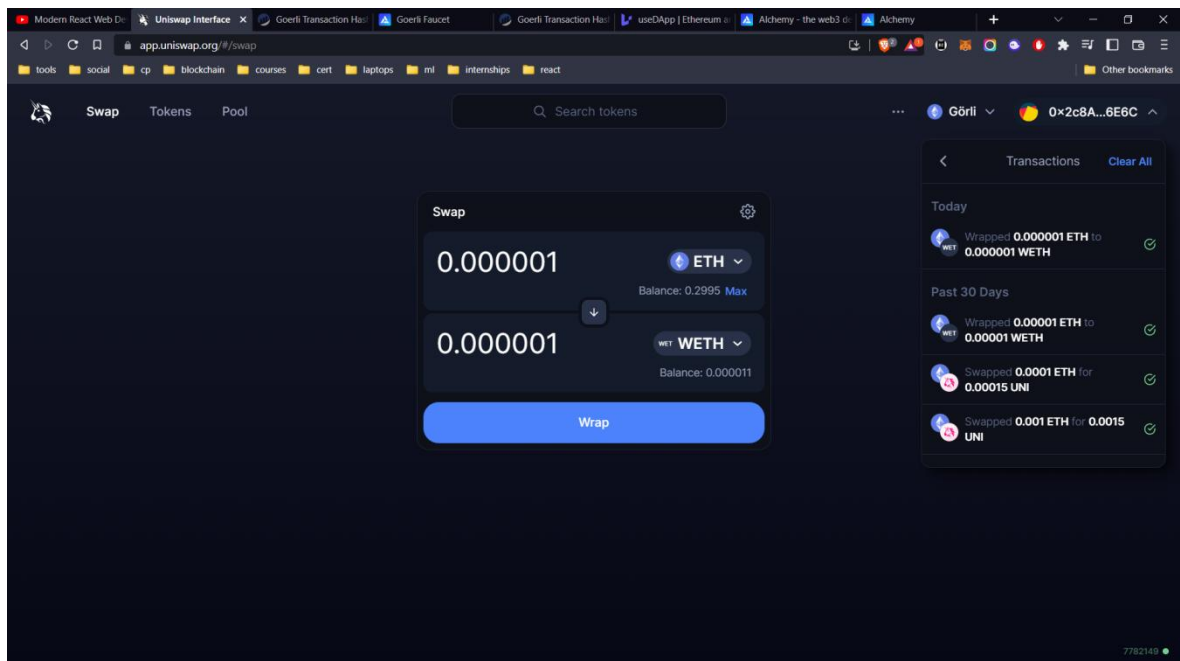 Modern React Web De
Uniswap Interface
Goerli Transaction Has
Goerli Faucet
Goerli Transaction Has
useDApp | Ethereum a
Alchemy - the web3 de
Alchemy
app.uniswap.org/#/swap
tools social cp blockchain courses cert laptops ml internships react Other bookmarks
Swap Tokens Pool
Search tokens
Görli
0×2c8A...6E6C
Transactions Clear All
Swap
0.000001 ETH
Balance: 0.2995 Max
0.000001 WET WETH
Balance: 0.000011
Wrap
Today
WET Wrapped 0.000001 ETH to
0.000001 WETH
Past 30 Days
WET Wrapped 0.00001 ETH to
0.00001 WETH
Swapped 0.0001 ETH for
0.00015 UNI
Swapped 0.001 ETH for 0.0015
UNI
7782149